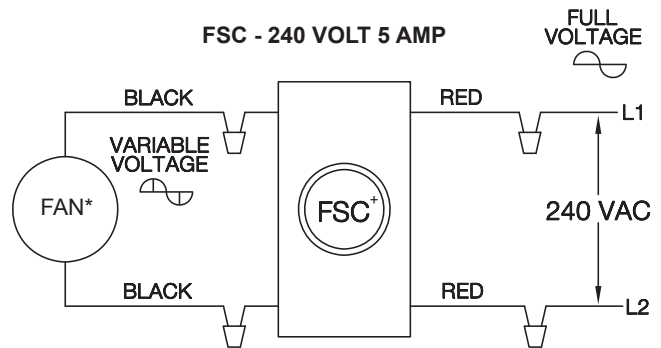 FSC - 240 VOLT 5 AMP
FULL
VOLTAGE
BLACK
RED
L1
VARIABLE
VOLTAGE
FAN*
FSC+
240 VAC
BLACK
RED
L2